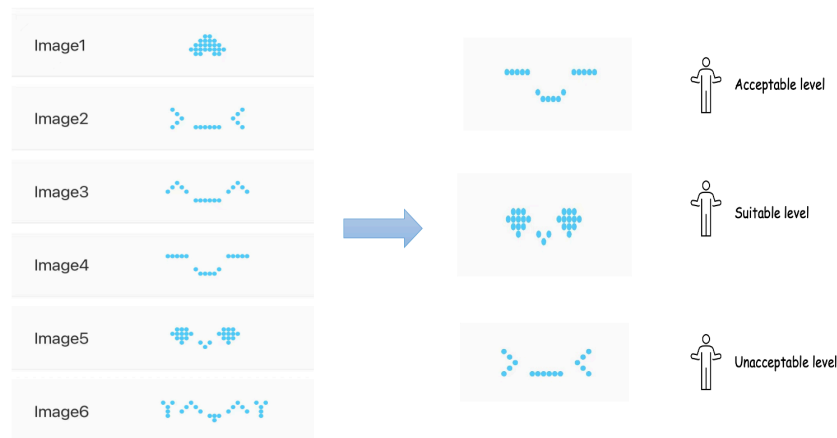 Image1
Image2
Image3
Image4
Image5
Image6
Acceptable level
Suitable level
Unacceptable level